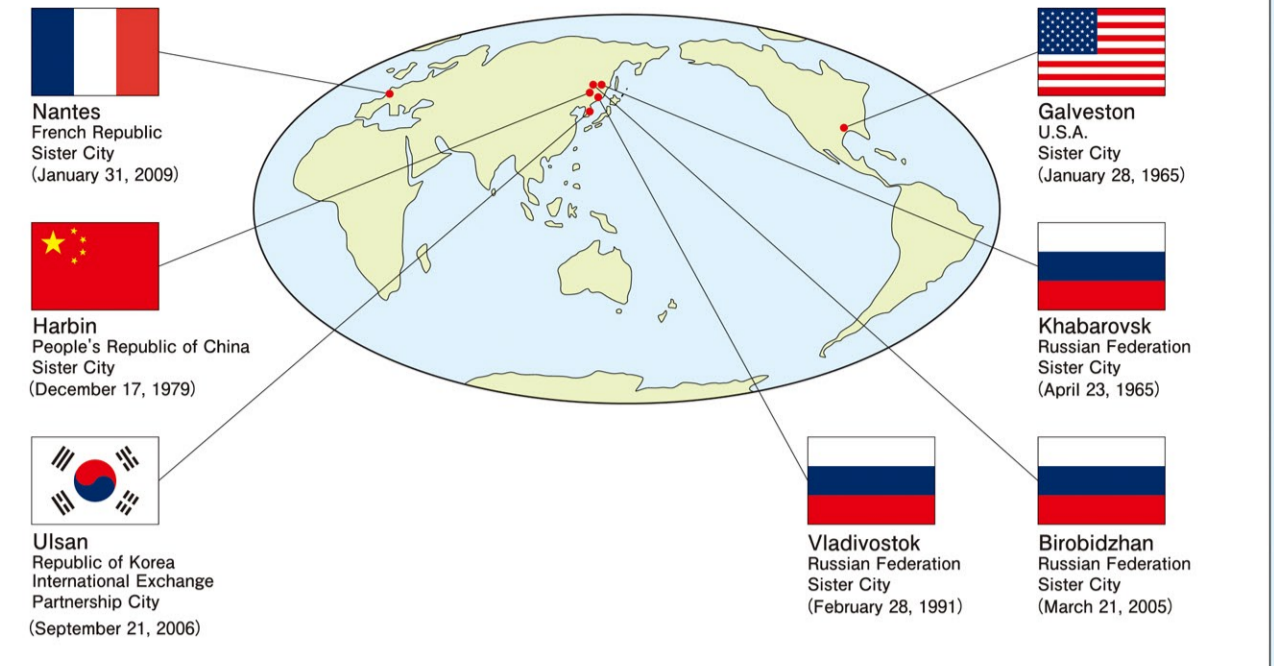 Nantes
French Republic
Sister City
(January 31, 2009)
Harbin
People's Republic of China
Sister City
(December 17, 1979)
Ulsan
Republic of Korea
International Exchange
Partnership City
(September 21, 2006)
Galveston
U.S.A.
Sister City
(January 28, 1965)
Khabarovsk
Russian Federation
Sister City
(April 23, 1965)
Vladivostok
Russian Federation
Sister City
(February 28, 1991)
Birobidzhan
Russian Federation
Sister City
(March 21, 2005)